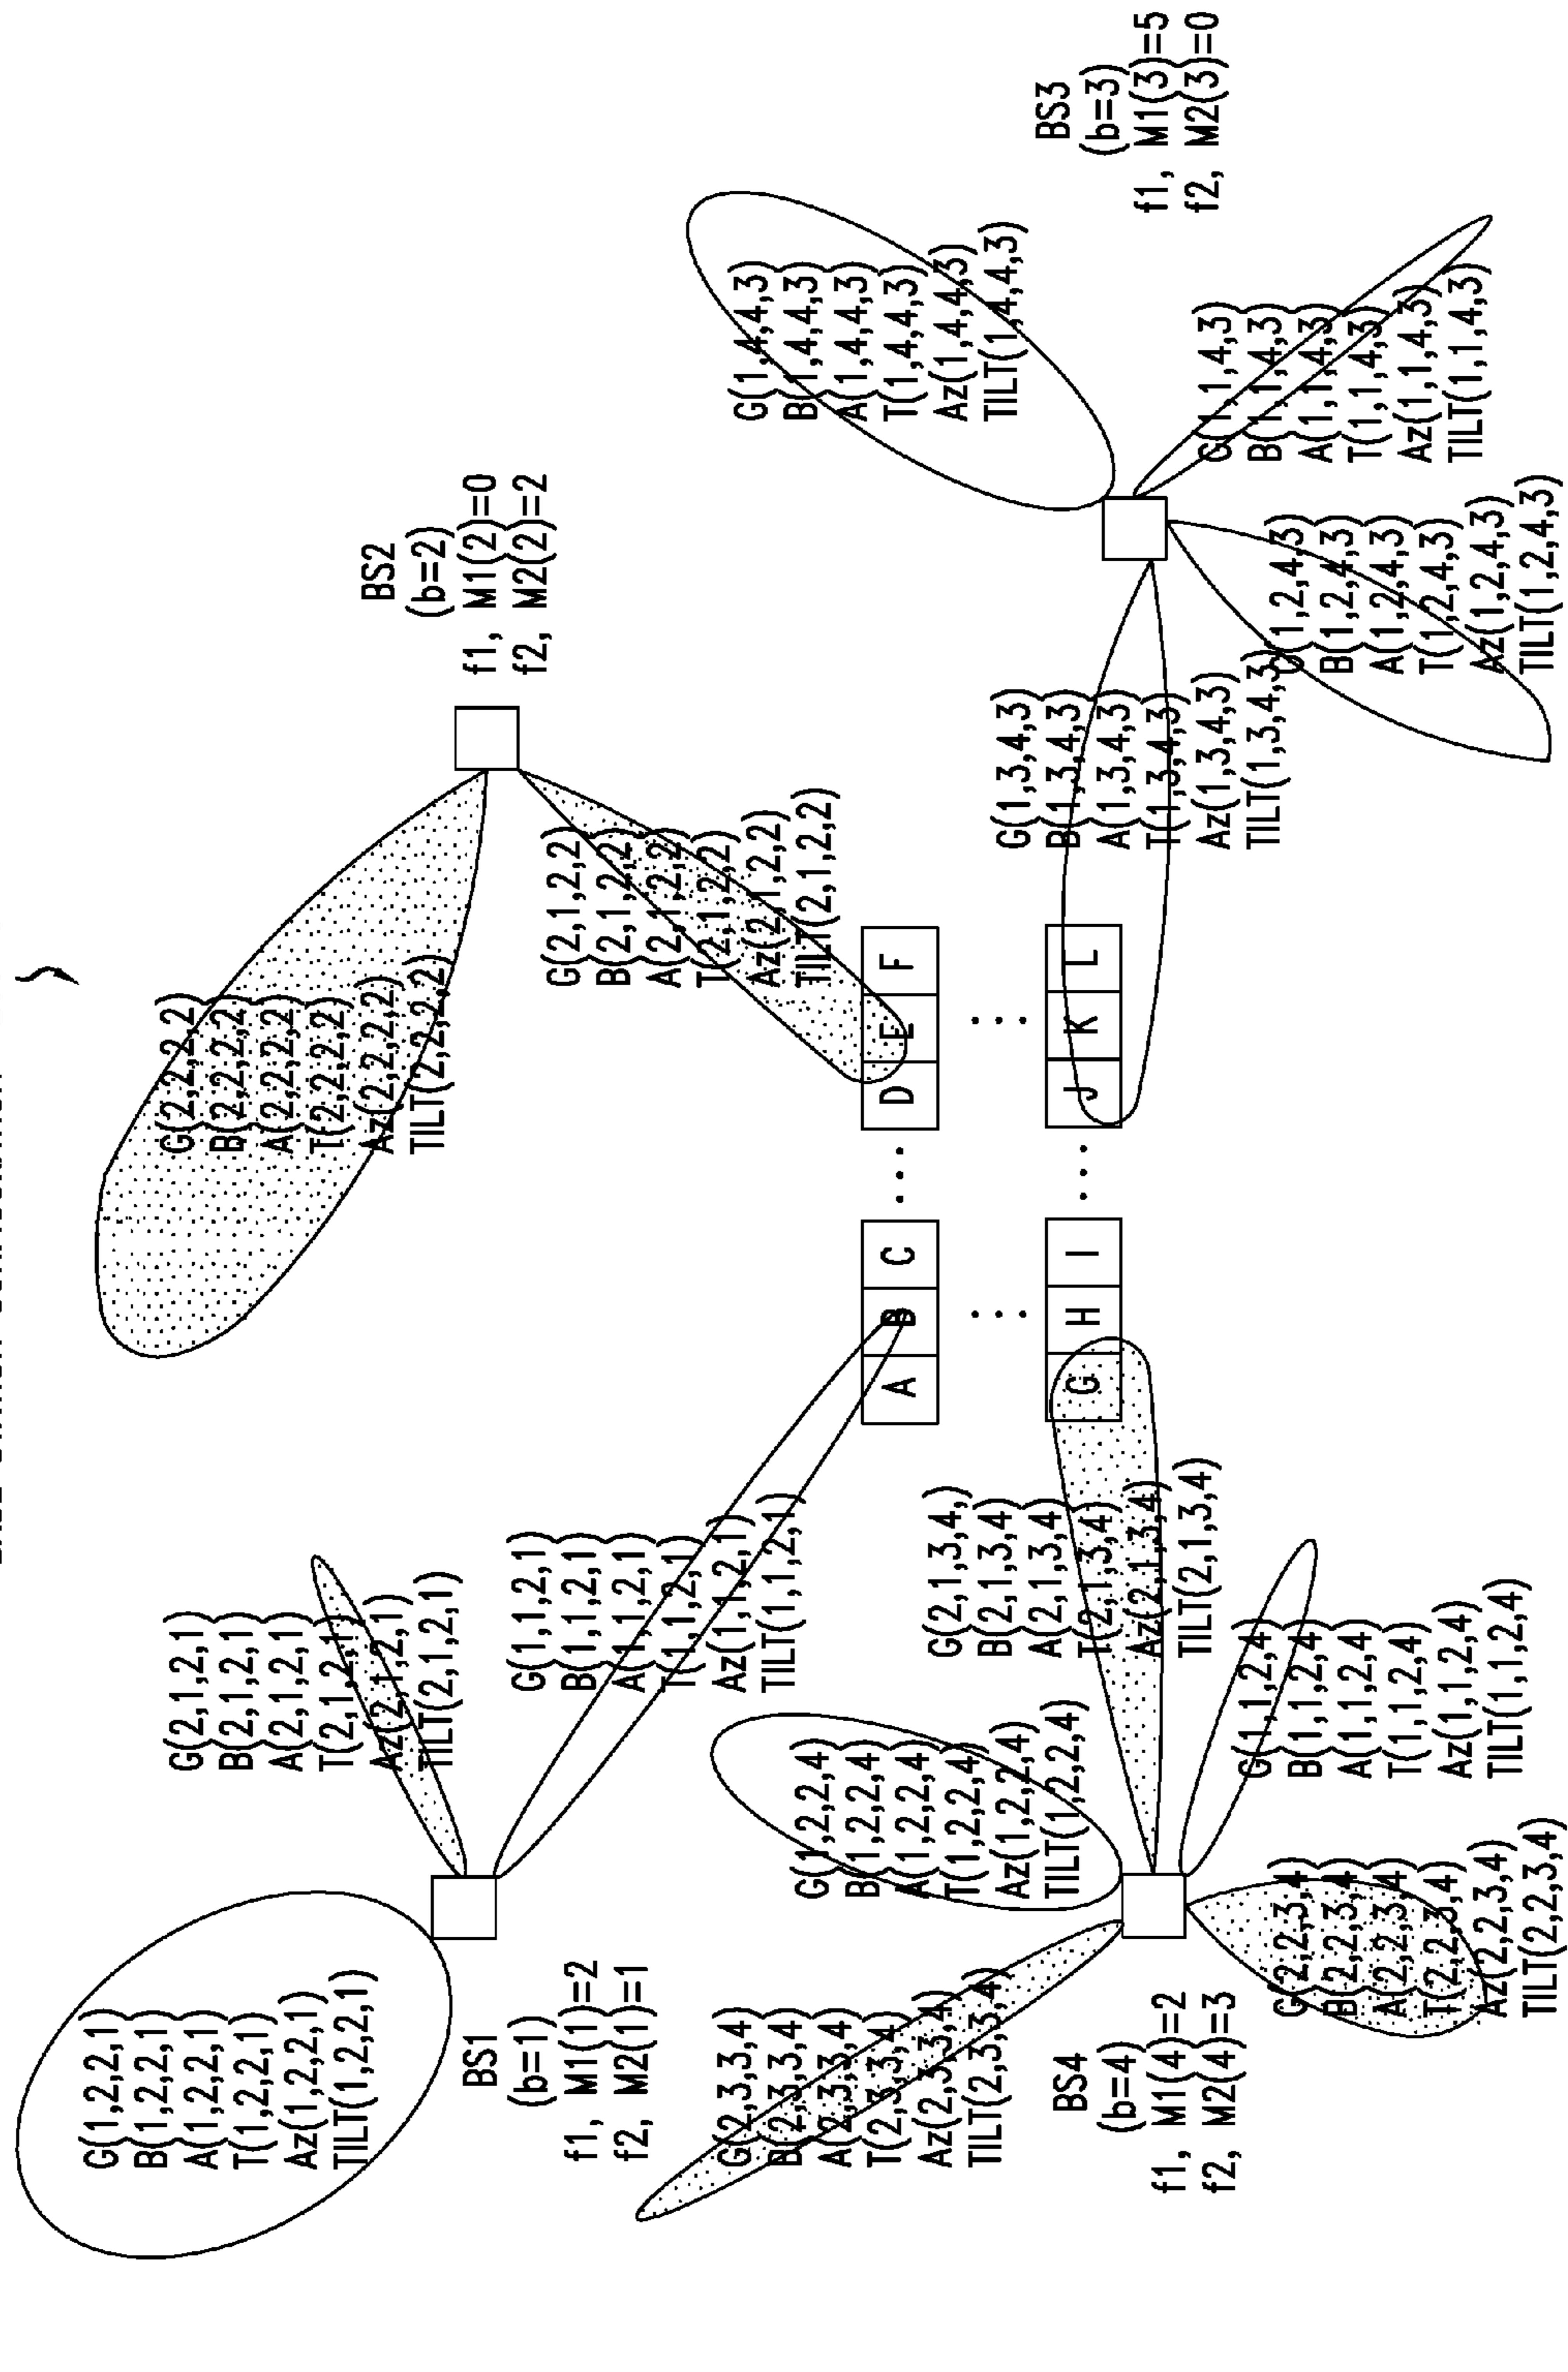 G(1,2,2,1)
B(1,2,2,1)
A(1,2,2,1)
T(1,2,2,1)
Az(1,2,2,1)
TILT(1,2,2,1)
G(2,1,2,1)
B(2,1,2,1)
A(2,1,2,1)
T(2,1,2,1)
Az(2,1,2,1)
TILT(2,1,2,1)
G(2,2,2,2)
B(2,2,2,2)
A(2,2,2,2)
T(2,2,2,2)
Az(2,2,2,2)
TILT(2,2,2,2)
BS2
(b=2)
f1, M1(2)=0
f2, M2(2)=2
BS1
(b=1)
f1, M1(1)=2
f2, M2(1)=1
G(1,1,2,1)
B(1,1,2,1)
A(1,1,2,1)
T(1,1,2,1)
Az(1,1,2,1)
TILT(1,1,2,1)
G(2,1,2,2)
B(2,1,2,2)
A(2,1,2,2)
T(2,1,2,2)
Az(2,1,2,2)
TILT(2,1,2,2)
G(1,4,4,3)
B(1,4,4,3)
A(1,4,4,3)
T(1,4,4,3)
Az(1,4,4,3)
TILT(1,4,4,3)
G(2,3,3,4)
B(2,3,3,4)
A(2,3,3,4)
T(2,3,3,4)
Az(2,3,3,4)
TILT(2,3,3,4)
G(1,2,2,4)
B(1,2,2,4)
A(1,2,2,4)
T(1,2,2,4)
Az(1,2,2,4)
TILT(1,2,2,4)
A B C ... D E F
G H I ... J K L
G(2,1,3,4,)
B(2,1,3,4)
A(2,1,3,4)
T(2,1,3,4)
Az(2,1,3,4)
TILT(2,1,3,4)
G(1,3,4,3)
B(1,3,4,3)
A(1,3,4,3)
T(1,3,4,3)
Az(1,3,4,3)
TILT(1,3,4,3)
BS3
(b=3)
f1, M1(3)=5
f2, M2(3)=0
BS4
(b=4)
f1, M1(4)=2
f2, M2(4)=3
G(2,2,3,4)
B(2,2,3,4)
A(2,2,3,4)
T(2,2,3,4)
Az(2,2,3,4)
TILT(2,2,3,4)
G(1,1,2,4)
B(1,1,2,4)
A(1,1,2,4)
T(1,1,2,4)
Az(1,1,2,4)
TILT(1,1,2,4)
G(1,2,4,3)
B(1,2,4,3)
A(1,2,4,3)
T(1,2,4,3)
Az(1,2,4,3)
TILT(1,2,4,3)
G(1,1,4,3)
B(1,1,4,3)
A(1,1,4,3)
T(1,1,4,3)
Az(1,1,4,3)
TILT(1,1,4,3)